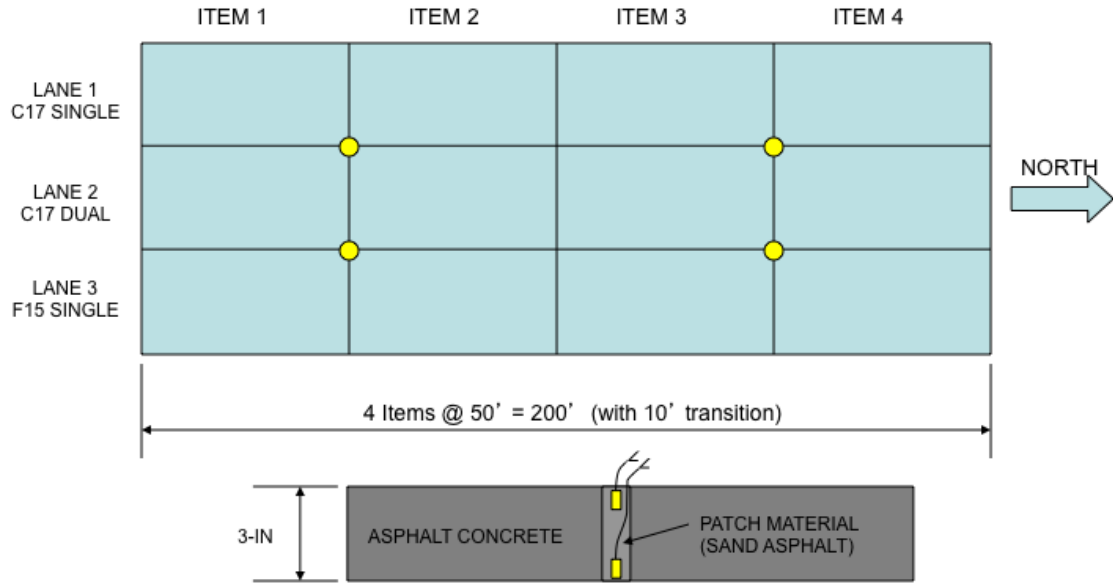 ITEM 1 ITEM 2 ITEM 3 ITEM 4
LANE 1
C17 SINGLE
NORTH
LANE 2
C17 DUAL
LANE 3
F15 SINGLE
4 Items @ 50’ = 200’ (with 10’ transition)
3-IN
ASPHALT CONCRETE
PATCH MATERIAL
(SAND ASPHALT)